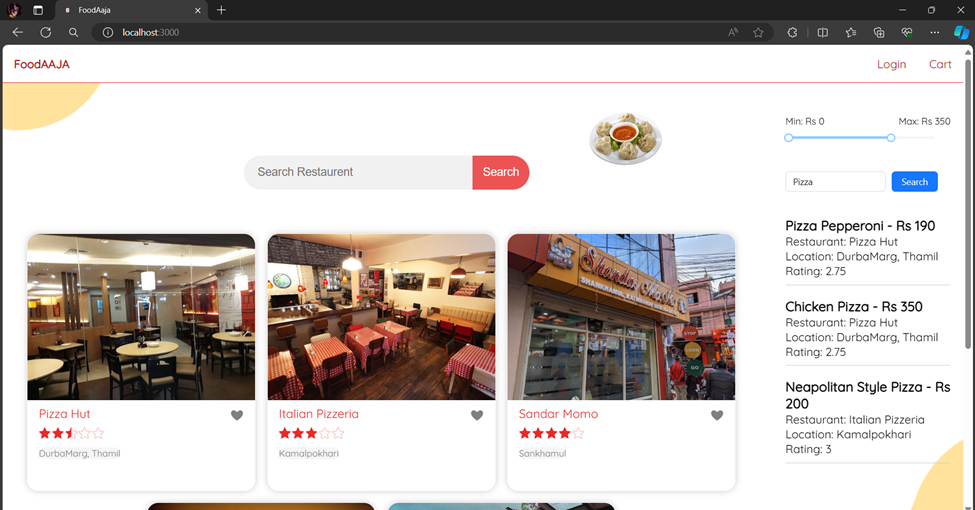 FoodAaja
localhost:3000
FoodAAJA
Login
Cart
Min: Rs 0
Max: Rs 350
Search Restaurent
Search
Pizza
Search
Pizza Pepperoni - Rs 190
Restaurant: Pizza Hut
Location: DurbaMarg, Thamil
Rating: 2.75
Chicken Pizza - Rs 350
Restaurant: Pizza Hut
Location: DurbaMarg, Thamil
Rating: 2.75
Neapolitan Style Pizza - Rs
200
Restaurant: Italian Pizzeria
Location: Kamalpokhari
Rating: 3
Pizza Hut
DurbaMarg, Thamil
Italian Pizzeria
Kamalpokhari
STOP
GO
Sandar Momo
Sankhamul